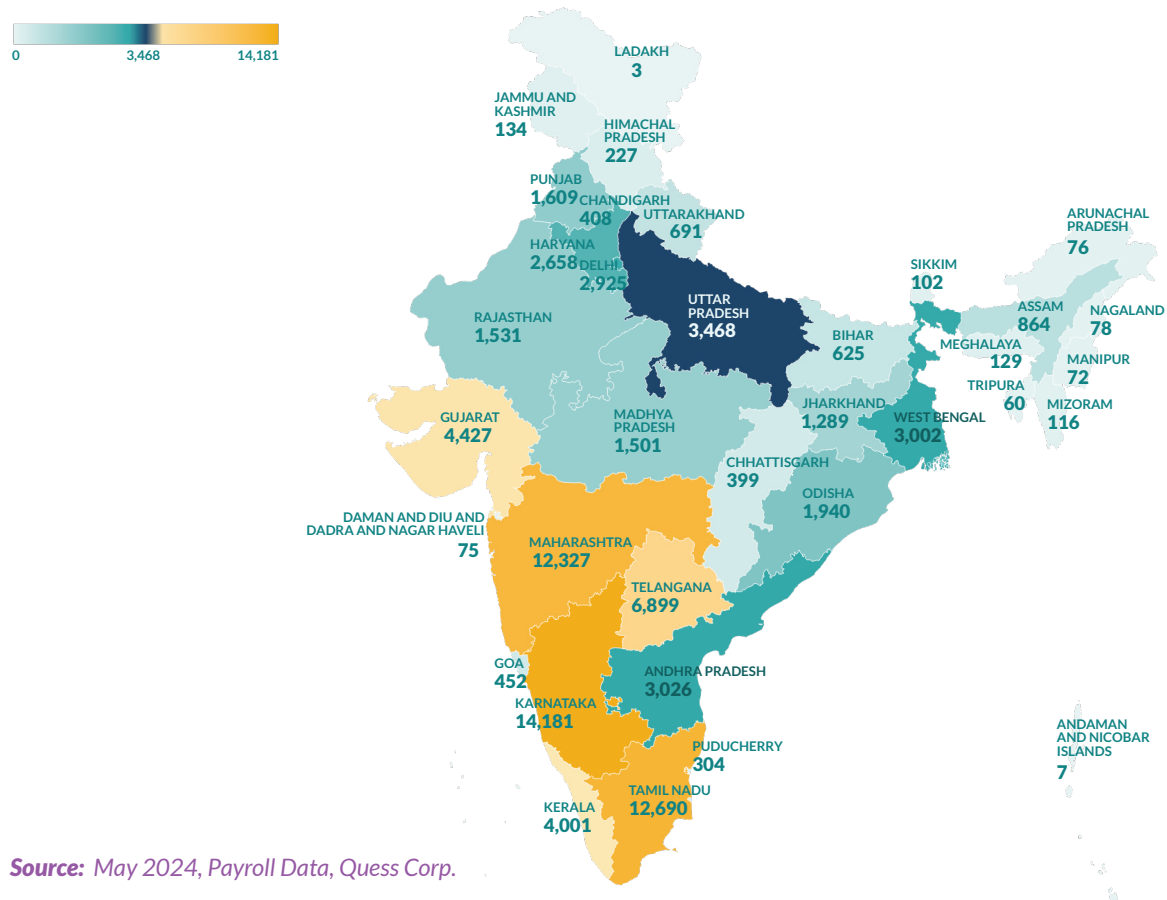 0
3,468
14,181
LADAKH
3
JAMMU AND
KASHMIR
134
HIMACHAL
PRADESH
227
PUNJAB
1,609
CHANDIGARH
408
UTTARAKHAND
691
HARYANA
2,658
DELHI
2,925
ARUNACHAL
PRADESH
76
SIKKIM
102
UTTAR
PRADESH
3,468
RAJASTHAN
1,531
BIHAR
625
ASSAM
864
NAGALAND
78
MEGHALAYA
129
MANIPUR
72
TRIPURA
60
MIZORAM
116
GUJARAT
4,427
MADHYA
PRADESH
1,501
JHARKHAND
1,289
WEST BENGAL
3,002
CHHATTISGARH
399
ODISHA
1,940
DAMAN AND DIU AND
DADRA AND NAGAR HAVELI
75
MAHARASHTRA
12,327
TELANGANA
6,899
GOA
452
ANDHRA PRADESH
3,026
KARNATAKA
14,181
PUDUCHERRY
304
ANDAMAN
AND NICOBAR
ISLANDS
7
TAMIL NADU
12,690
KERALA
4,001
Source: May 2024, Payroll Data, Quess Corp.